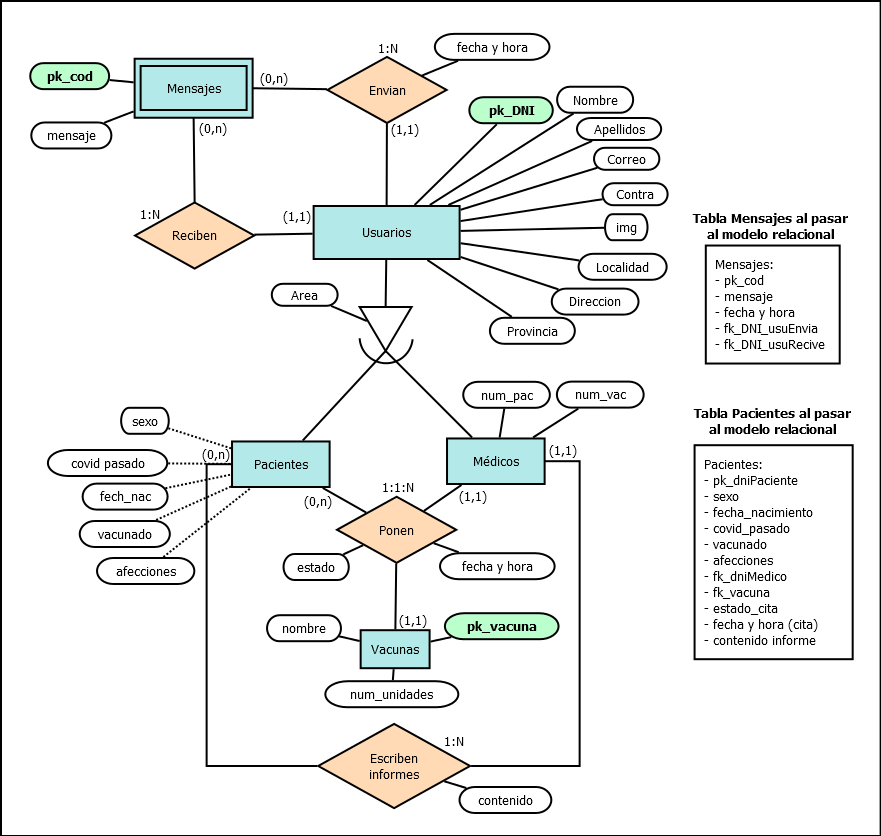 1:N
fecha y hora
pk_cod
Mensajes
(0,n)
Envian
mensaje
(0,n)
(1,1)
pk_DNI
Nombre
Apellidos
Correo
Contra
img
Localidad
Direccion
Provincia
1:N
Reciben
(1,1)
Usuarios
Area
Tabla Mensajes al pasar
al modelo relacional
Mensajes:
- pk_cod
- mensaje
- fecha y hora
- fk_DNI_usuEnvia
- fk_DNI_usuRecive
num_pac
num_vac
sexo
covid pasado
fech_nac
vacunado
afecciones
(0,n)
Pacientes
(0,n)
Médicos
(1,1)
(1,1)
1:1:N
Ponen
estado
fecha y hora
(1,1)
nombre
Vacunas
pk_vacuna
num_unidades
1:N
Escriben
informes
contenido
Tabla Pacientes al pasar
al modelo relacional
Pacientes:
- pk_dniPaciente
- sexo
- fecha_nacimiento
- covid_pasado
- vacunado
- afecciones
- fk_dniMedico
- fk_vacuna
- estado_cita
- fecha y hora (cita)
- contenido informe